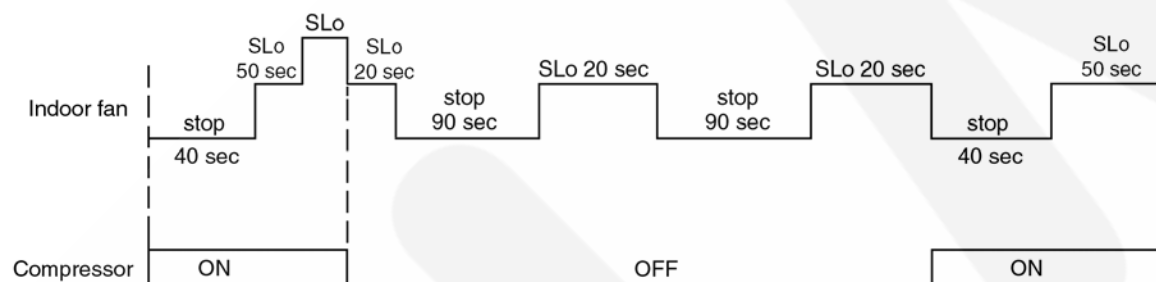 SLo
SLo
50 sec
SLo
20 sec
SLo 20 sec
SLo 20 sec
SLo
50 sec
Indoor fan
stop
40 sec
stop
90 sec
stop
90 sec
stop
40 sec
Compressor
ON
OFF
ON